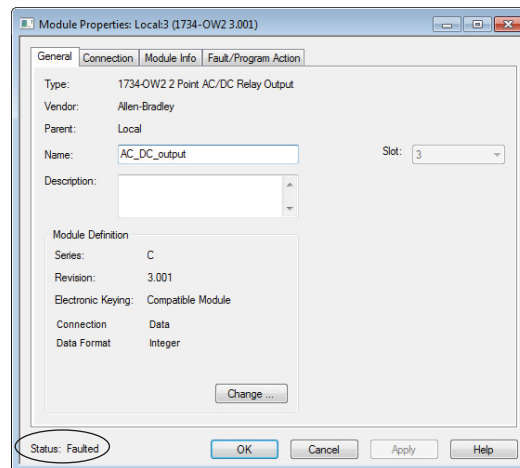 Module Properties: Local:3 (1734-OW2 3.001)
General Connection Module Info Fault/Program Action
Type: 1734-OW2 2 Point AC/DC Relay Output
Vendor: Allen-Bradley
Parent: Local
Name: AC_DC_output Slot: 3
Description:
Module Definition
Series: C
Revision: 3.001
Electronic Keying: Compatible Module
Connection Data
Data Format Integer
Change ...
Status: Faulted OK Cancel Apply Help